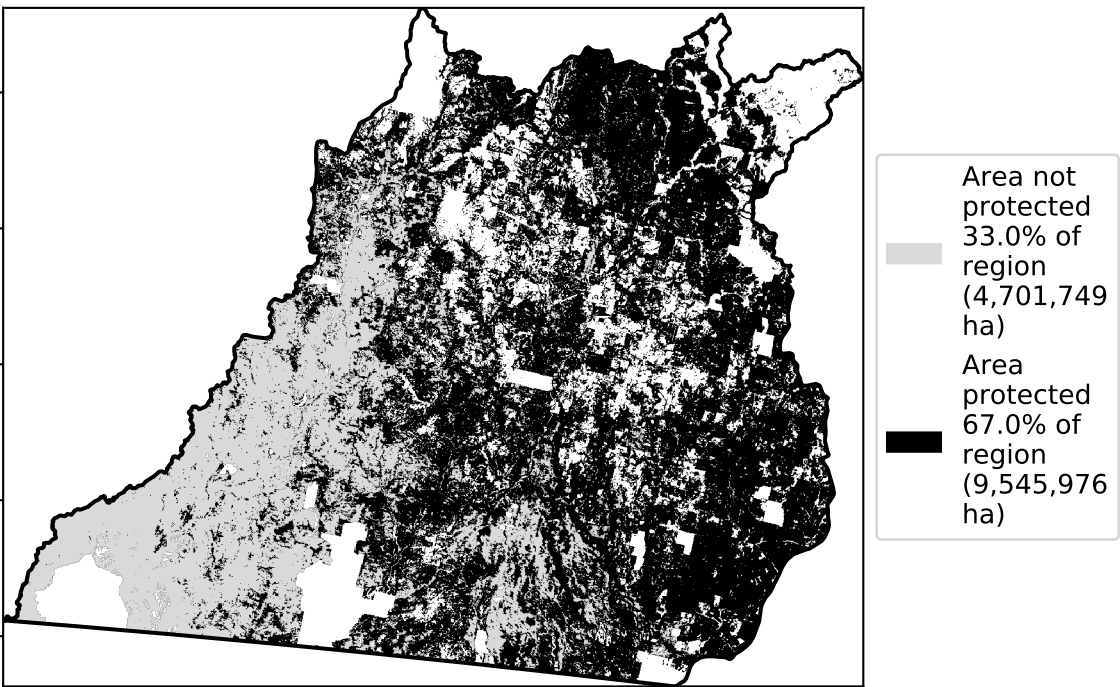 Area not
protected
33.0% of
region
(4,701,749
ha)
Area
protected
67.0% of
region
(9,545,976
ha)